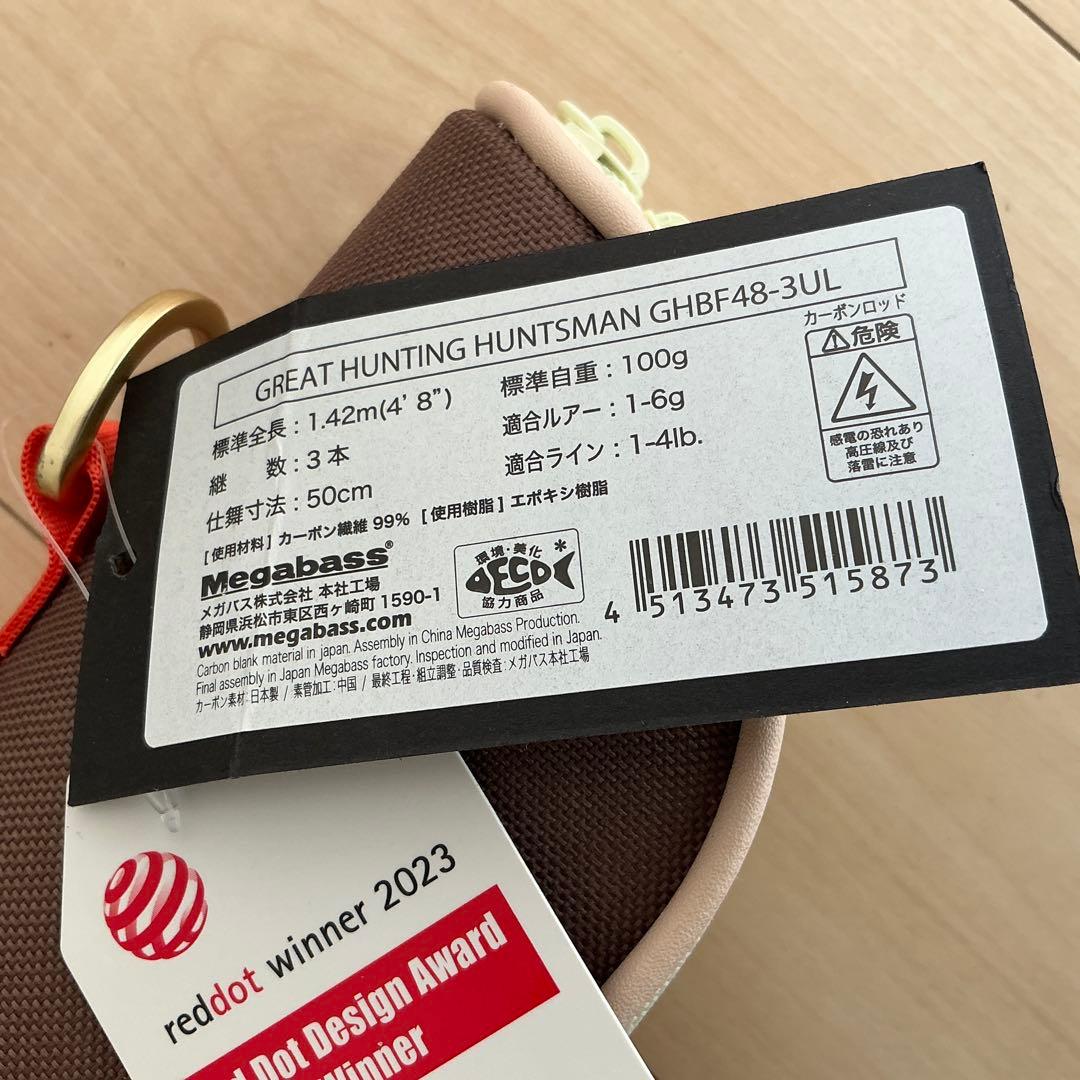 GREAT HUNTING HUNTSMAN GHBF48-3UL
標準全長 : 1.42m(4' 8”)
継 数 : 3 本
仕舞寸法 : 50cm
標準自重 : 100g
適合ルアー : 1-6g
適合ライン : 1-4lb.
[ 使用材料 ] カーボン繊維 99% [ 使用樹脂 ] エポキシ樹脂
カーボンロッド
⚠危険
感電の恐れあり
高圧線及び
落雷に注意
Megabass®
メガバス株式会社 本社工場
静岡県浜松市東区西ヶ崎町 1590-1
www.megabass.com
環境・美化*
ECO
協力商品
4 513473 515873
Carbon blank material in japan. Assembly in China Megabass Production.
Final assembly in Japan Megabass factory. Inspection and modified in Japan.
カーボン素材:日本製 / 素管加工:中国 / 最終工程・組立調整・品質検査:メガバス本社工場
reddot winner 2023
d Dot Design Award
Winner